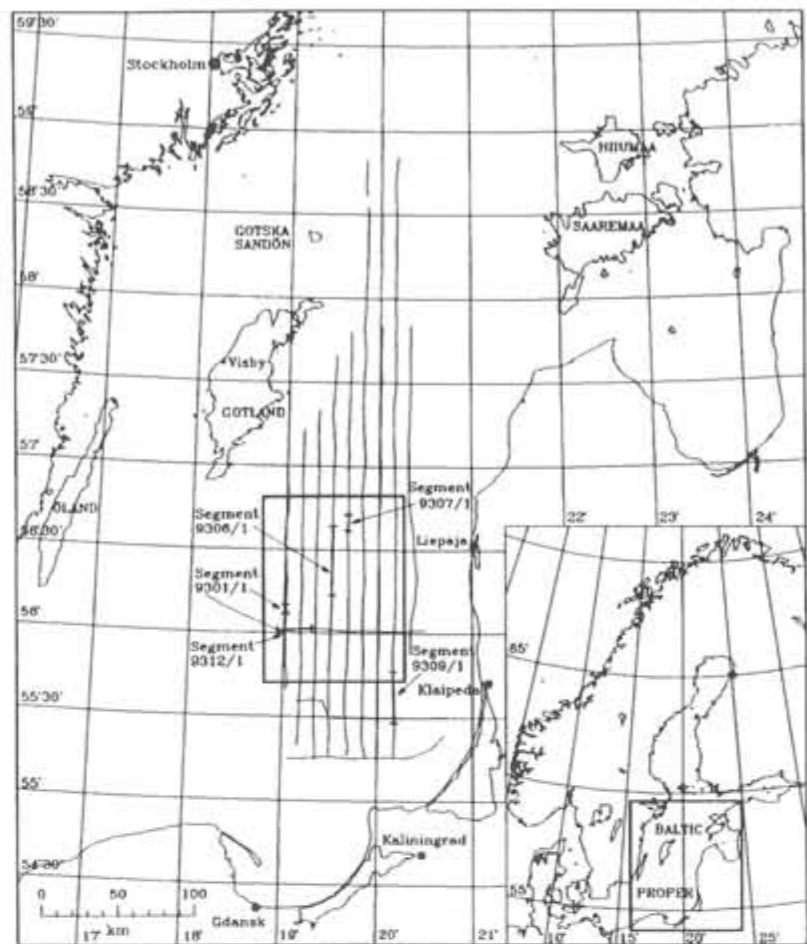 59°30'
Stockholm
59°
HIIUMAA
58°30'
SAAREMAA
GOTSKA
SANDÖN
58°
57°30'
Visby
GOTLAND
57°
ÖLAND
Segment
9307/1
Segment
9306/1
22°
23°
24°
56°30'
Liepaja
Segment
9301/1
56°
65°
Segment
9312/1
Segment
9309/1
Klaipeda
55°30'
55°
BALTIC
Kaliningrad
54°30'
PROPER
55°
0 50 100
km
Gdansk
17°
18°
19°
20°
21°
15°
20°
25°